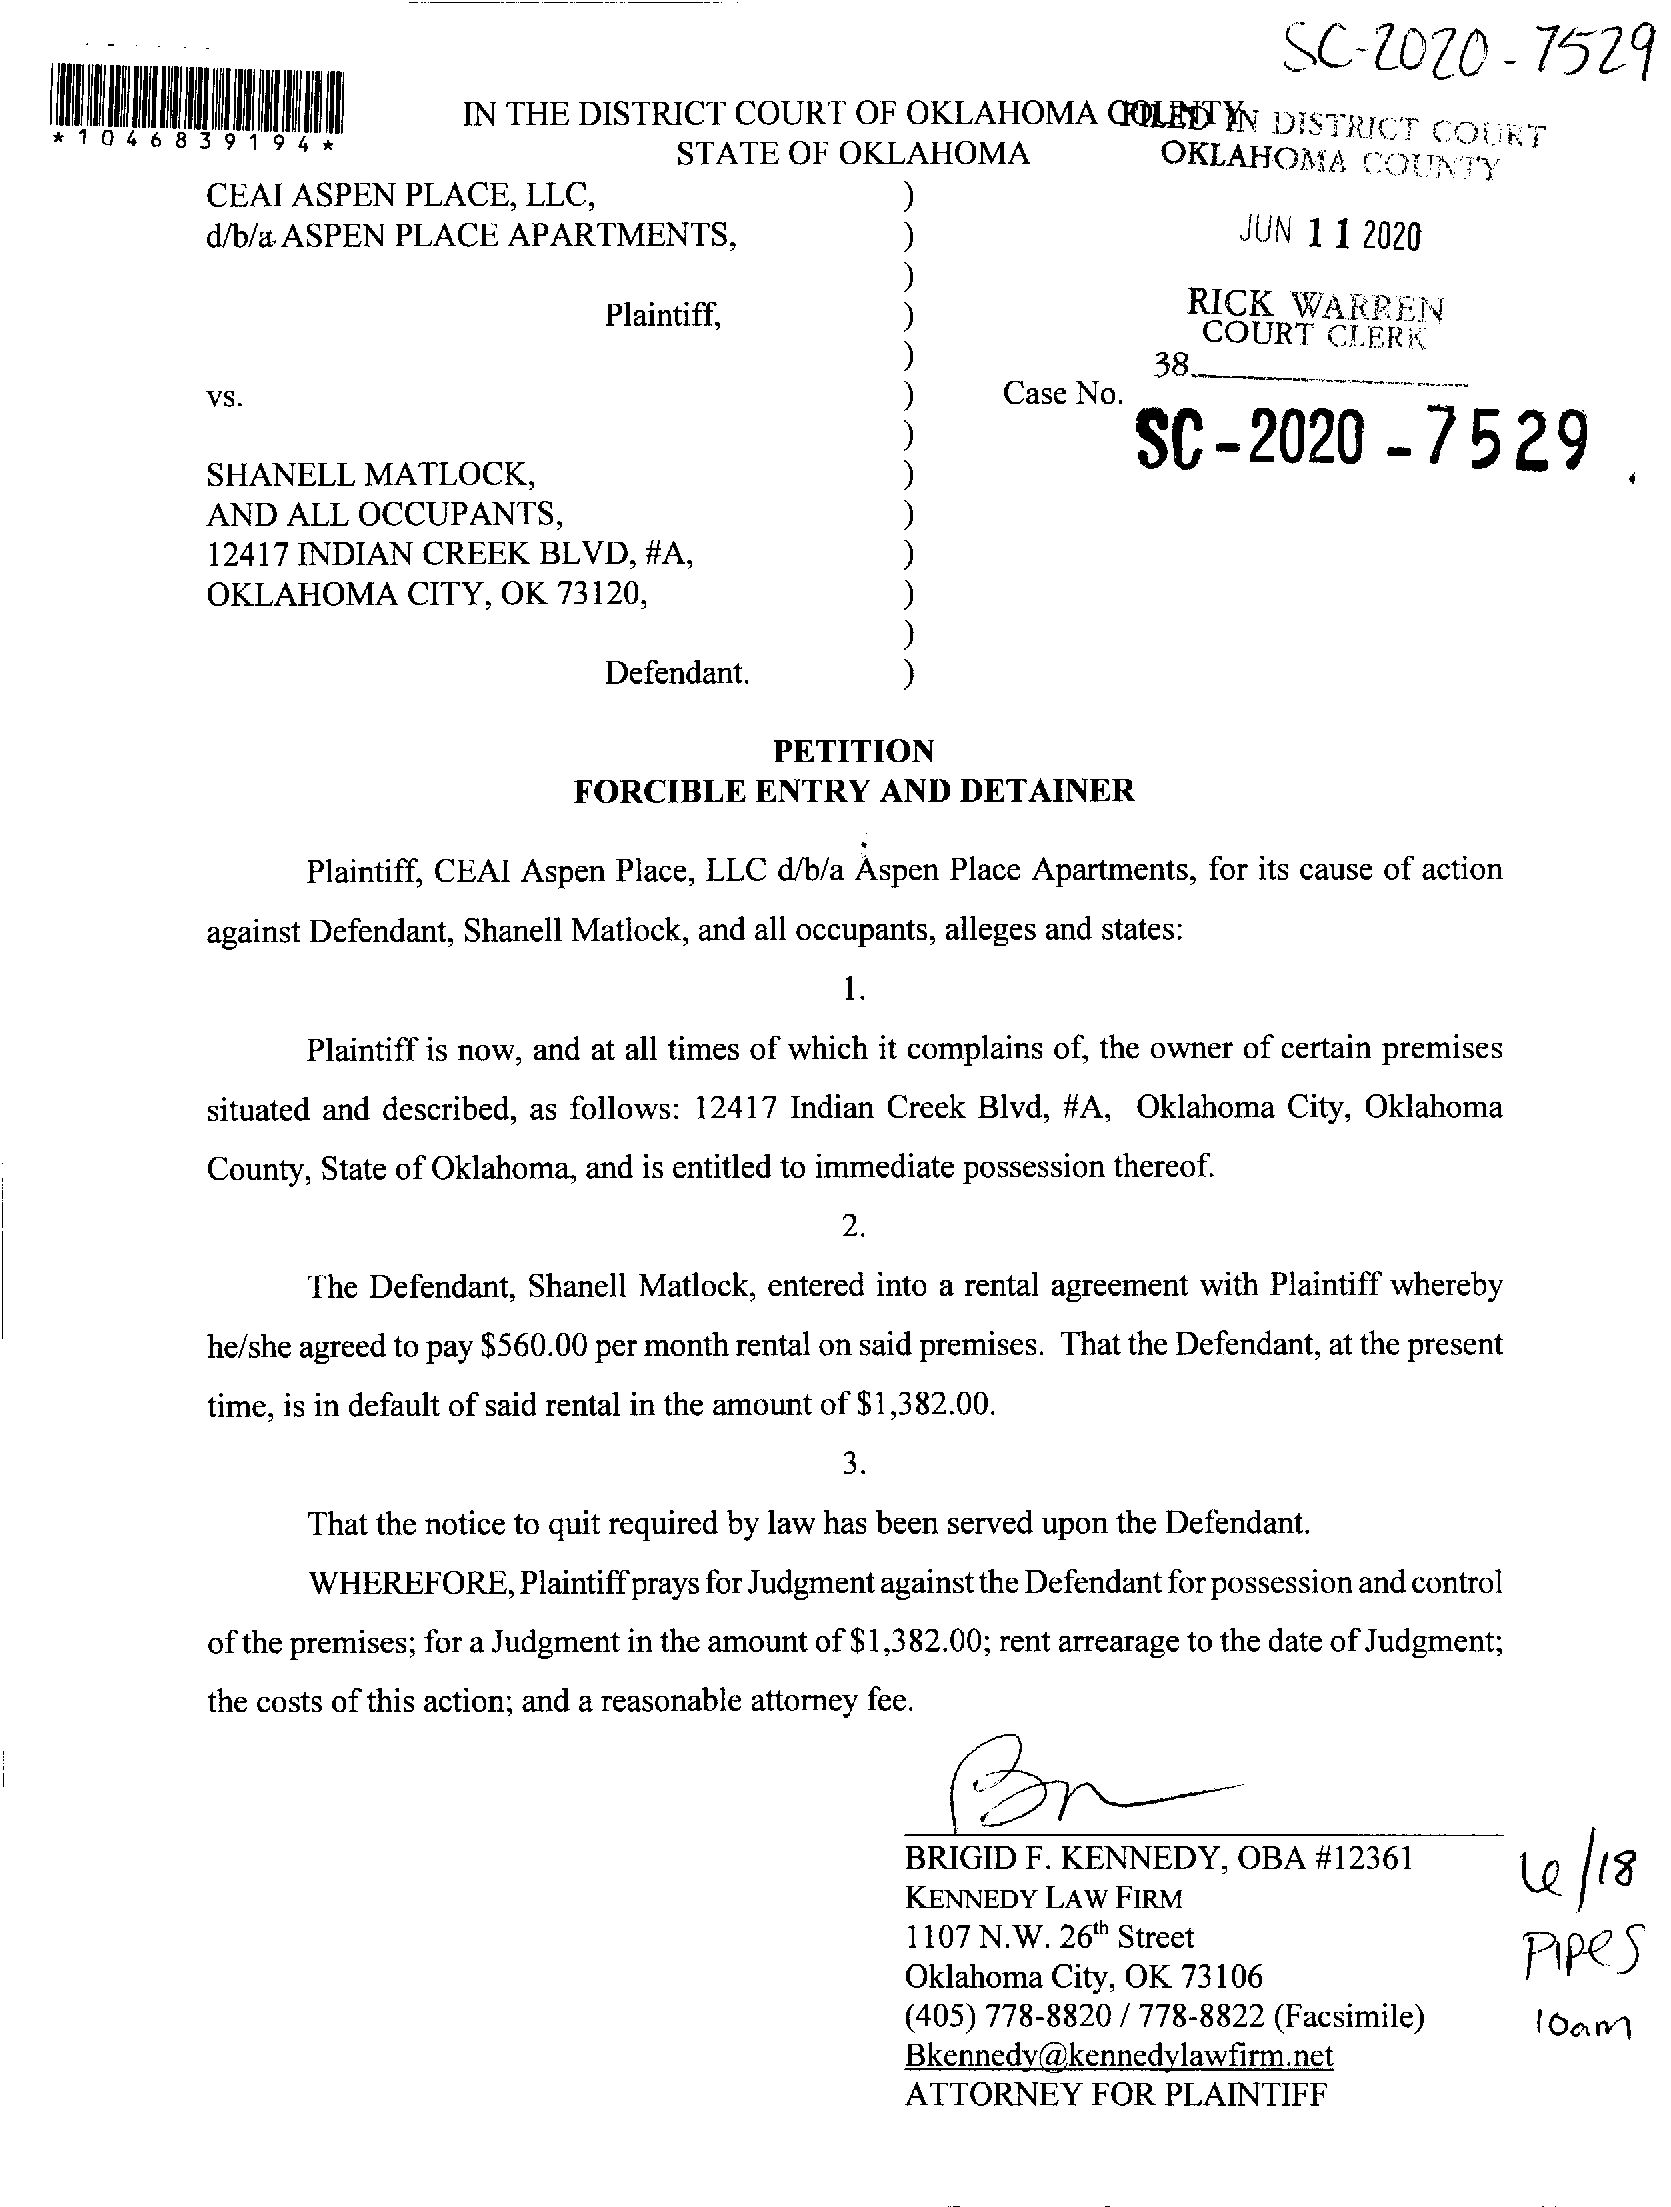 SC-2020-7529
*1046839194*
IN THE DISTRICT COURT OF OKLAHOMA COUNTY
FILED IN DISTRICT COURT
STATE OF OKLAHOMA
OKLAHOMA COUNTY
CEAI ASPEN PLACE, LLC, )
d/b/a ASPEN PLACE APARTMENTS, )
JUN 11 2020
)
Plaintiff, )
RICK WARREN
COURT CLERK
)
38
vs. ) Case No.
SC-2020-7529
)
SHANELL MATLOCK, )
AND ALL OCCUPANTS, )
12417 INDIAN CREEK BLVD, #A, )
OKLAHOMA CITY, OK 73120, )
)
Defendant. )
PETITION
FORCIBLE ENTRY AND DETAINER
Plaintiff, CEAI Aspen Place, LLC d/b/a Aspen Place Apartments, for its cause of action
against Defendant, Shanell Matlock, and all occupants, alleges and states:
1.
Plaintiff is now, and at all times of which it complains of, the owner of certain premises
situated and described, as follows: 12417 Indian Creek Blvd, #A, Oklahoma City, Oklahoma
County, State of Oklahoma, and is entitled to immediate possession thereof.
2.
The Defendant, Shanell Matlock, entered into a rental agreement with Plaintiff whereby
he/she agreed to pay $560.00 per month rental on said premises. That the Defendant, at the present
time, is in default of said rental in the amount of $1,382.00.
3.
That the notice to quit required by law has been served upon the Defendant.
WHEREFORE, Plaintiff prays for Judgment against the Defendant for possession and control
of the premises; for a Judgment in the amount of $1,382.00; rent arrearage to the date of Judgment;
the costs of this action; and a reasonable attorney fee.
BRIGID F. KENNEDY, OBA #12361
KENNEDY LAW FIRM
1107 N.W. 26th Street
Oklahoma City, OK 73106
(405) 778-8820 / 778-8822 (Facsimile)
Bkennedy@kennedylawfirm.net
ATTORNEY FOR PLAINTIFF
6/18
PIPES
10am